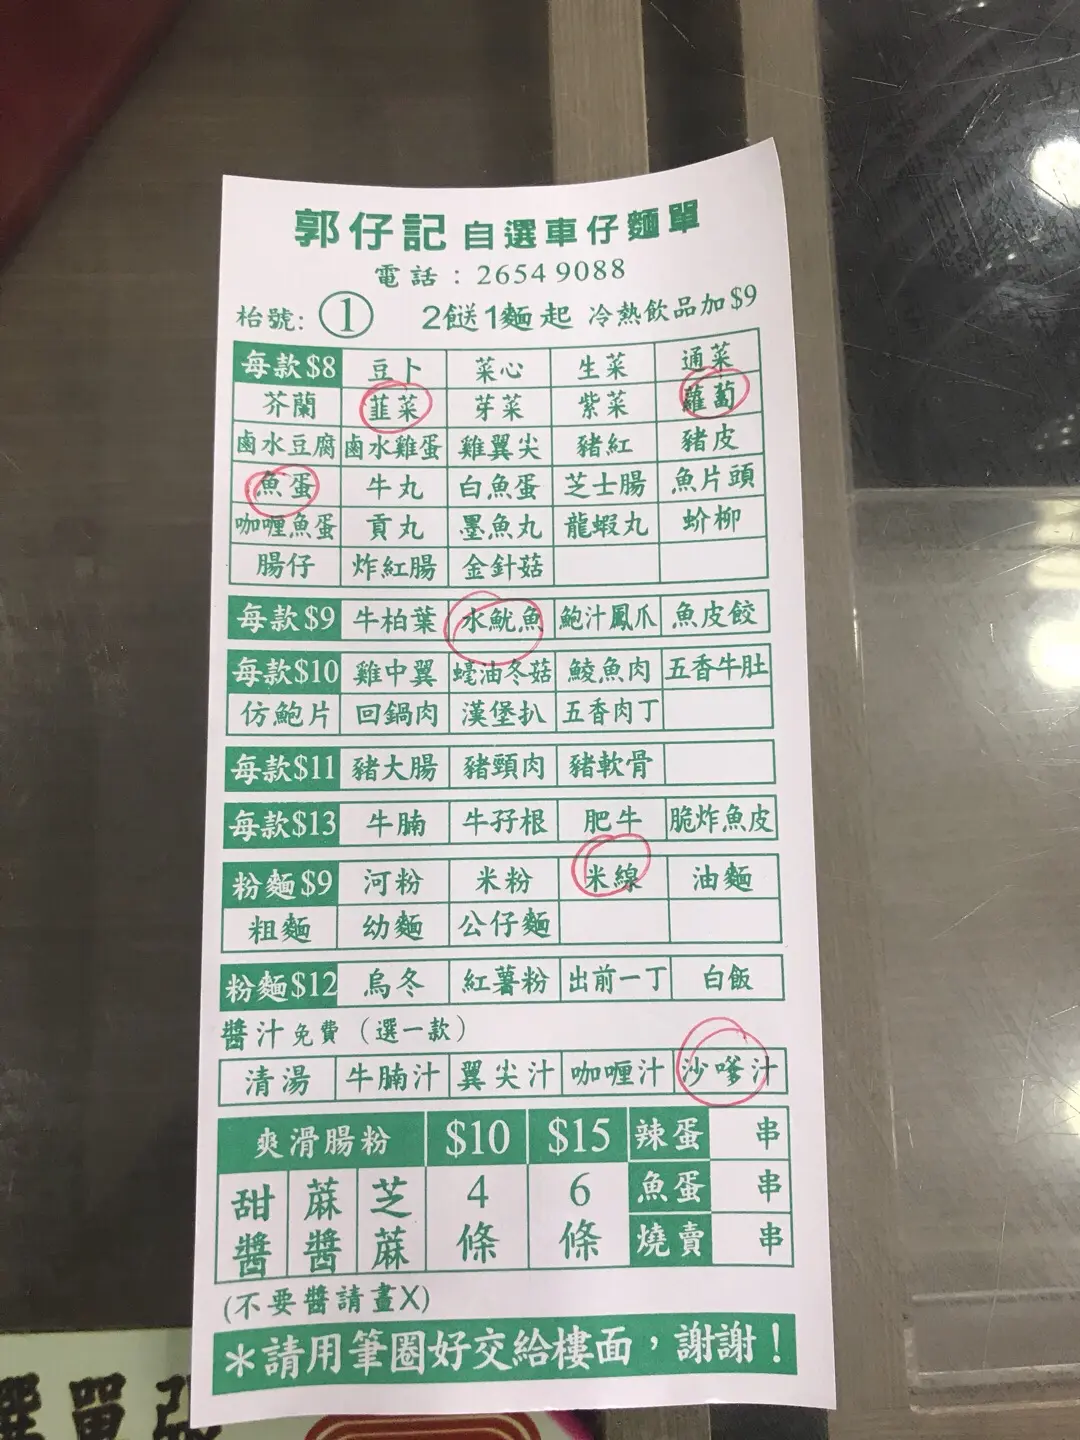 郭仔記 自選車仔麵單
電話：2654 9088
枱號: 1 2餸送1麵起 冷熱飲品加$9
每款$8 豆卜 菜心 生菜 通菜
芥蘭 韮菜 芽菜 紫菜 蘿蔔
鹵水豆腐 鹵水雞蛋 雞翼尖 豬紅 豬皮
魚蛋 牛丸 白魚蛋 芝士腸 魚片頭
咖喱魚蛋 貢丸 墨魚丸 龍蝦丸 蚧柳
腸仔 炸紅腸 金針菇
每款$9 牛柏葉 水魷魚 鮑汁鳳爪 魚皮餃
每款$10 雞中翼 蠔油冬菇 鯪魚肉 五香牛肚
仿鮑片 回鍋肉 漢堡扒 五香肉丁
每款$11 豬大腸 豬頸肉 豬軟骨
每款$13 牛腩 牛孖根 肥牛 脆炸魚皮
粉麵$9 河粉 米粉 米線 油麵
粗麵 幼麵 公仔麵
粉麵$12 烏冬 紅薯粉 出前一丁 白飯
醬汁免費（選一款）
清湯 牛腩汁 翼尖汁 咖喱汁 沙嗲汁
爽滑腸粉 $10 $15 辣蛋 串
甜醬 蔴醬 芝蔴 4條 6條 魚蛋 串
燒賣 串
(不要醬請畫X)
＊請用筆圈好交給樓面，謝謝！
選單張